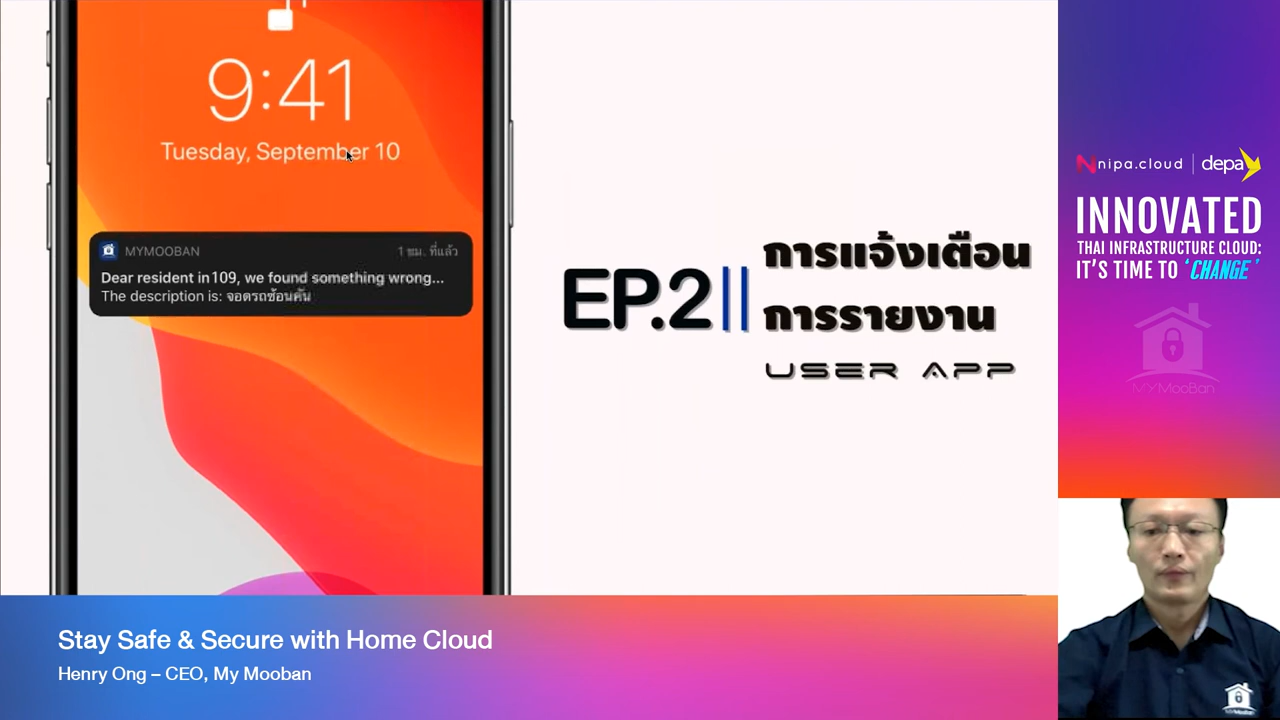 9:41
Tuesday, September 10
MYMOOBAN
1 ชม. ที่แล้ว
Dear resident in109, we found something wrong...
The description is: จอดรถซ้อนคัน
EP.2||
การแจ้งเตือน
การรายงาน
USER APP
nipa.cloud | depa
INNOVATED
THAI INFRASTRUCTURE CLOUD:
IT'S TIME TO 'CHANGE'
MYMooBan
Stay Safe & Secure with Home Cloud
Henry Ong – CEO, My Mooban
MyMooBan